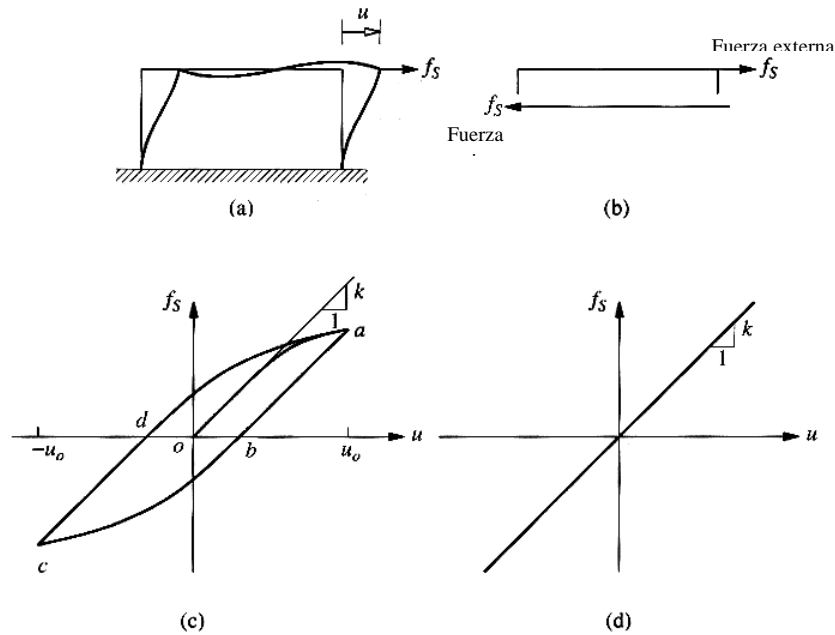 u
f_S
(a)
Fuerza externa
f_S
f_S
Fuerza
(b)
f_S
k
1
a
d
-u_o
o
b
u_o
u
c
(c)
f_S
k
1
u
(d)